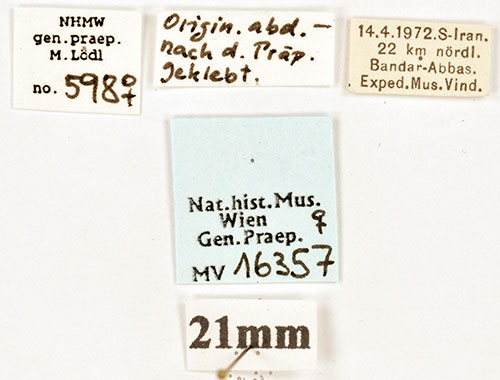 NHMW
gen.praep.
M.Lödl
no. 598♀
Origin. abd. –
nach d. Präp.
geklebt.
14.4.1972.S-Iran.
22 km nördl.
Bandar-Abbas.
Exped.Mus.Vind.
Nat.hist.Mus.
Wien ♀
Gen.Praep.
MV 16357
21mm